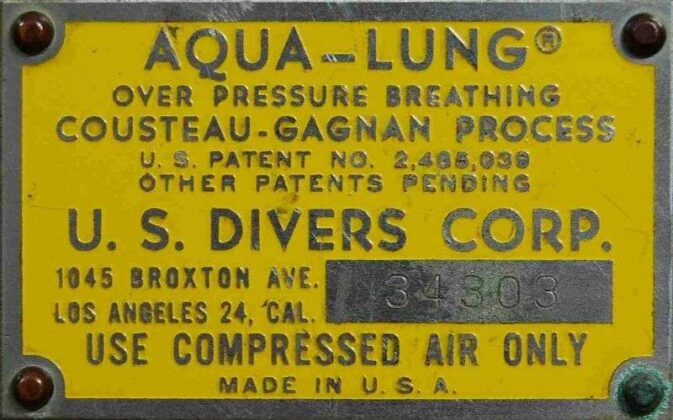 AQUA-LUNG®
OVER PRESSURE BREATHING
COUSTEAU-GAGNAN PROCESS
U. S. PATENT NO. 2,485,039
OTHER PATENTS PENDING
U. S. DIVERS CORP.
1045 BROXTON AVE.
LOS ANGELES 24, CAL.
34303
USE COMPRESSED AIR ONLY
MADE IN U. S. A.